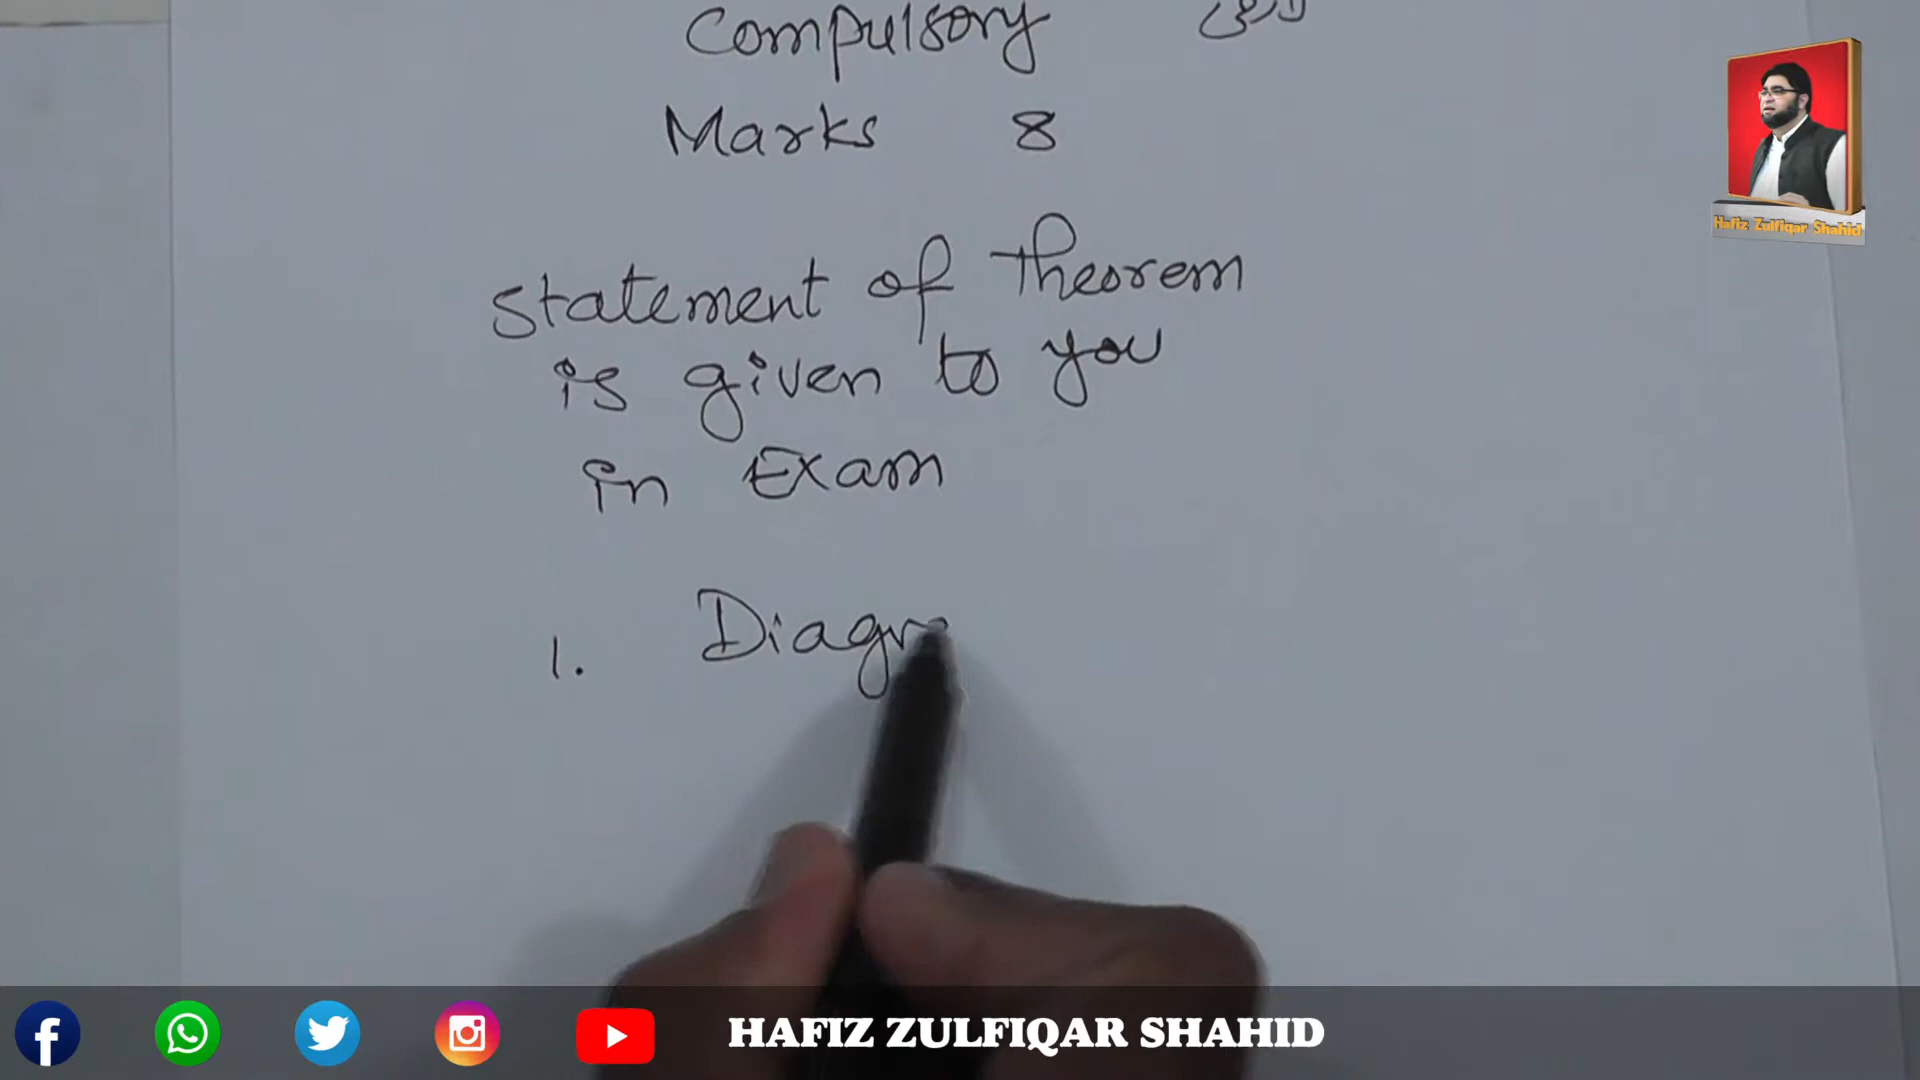 Compulsory
Marks 8
Statement of Theorem
is given to you
in Exam
1. Diagra
Hafiz Zulfiqar Shahid
HAFIZ ZULFIQAR SHAHID